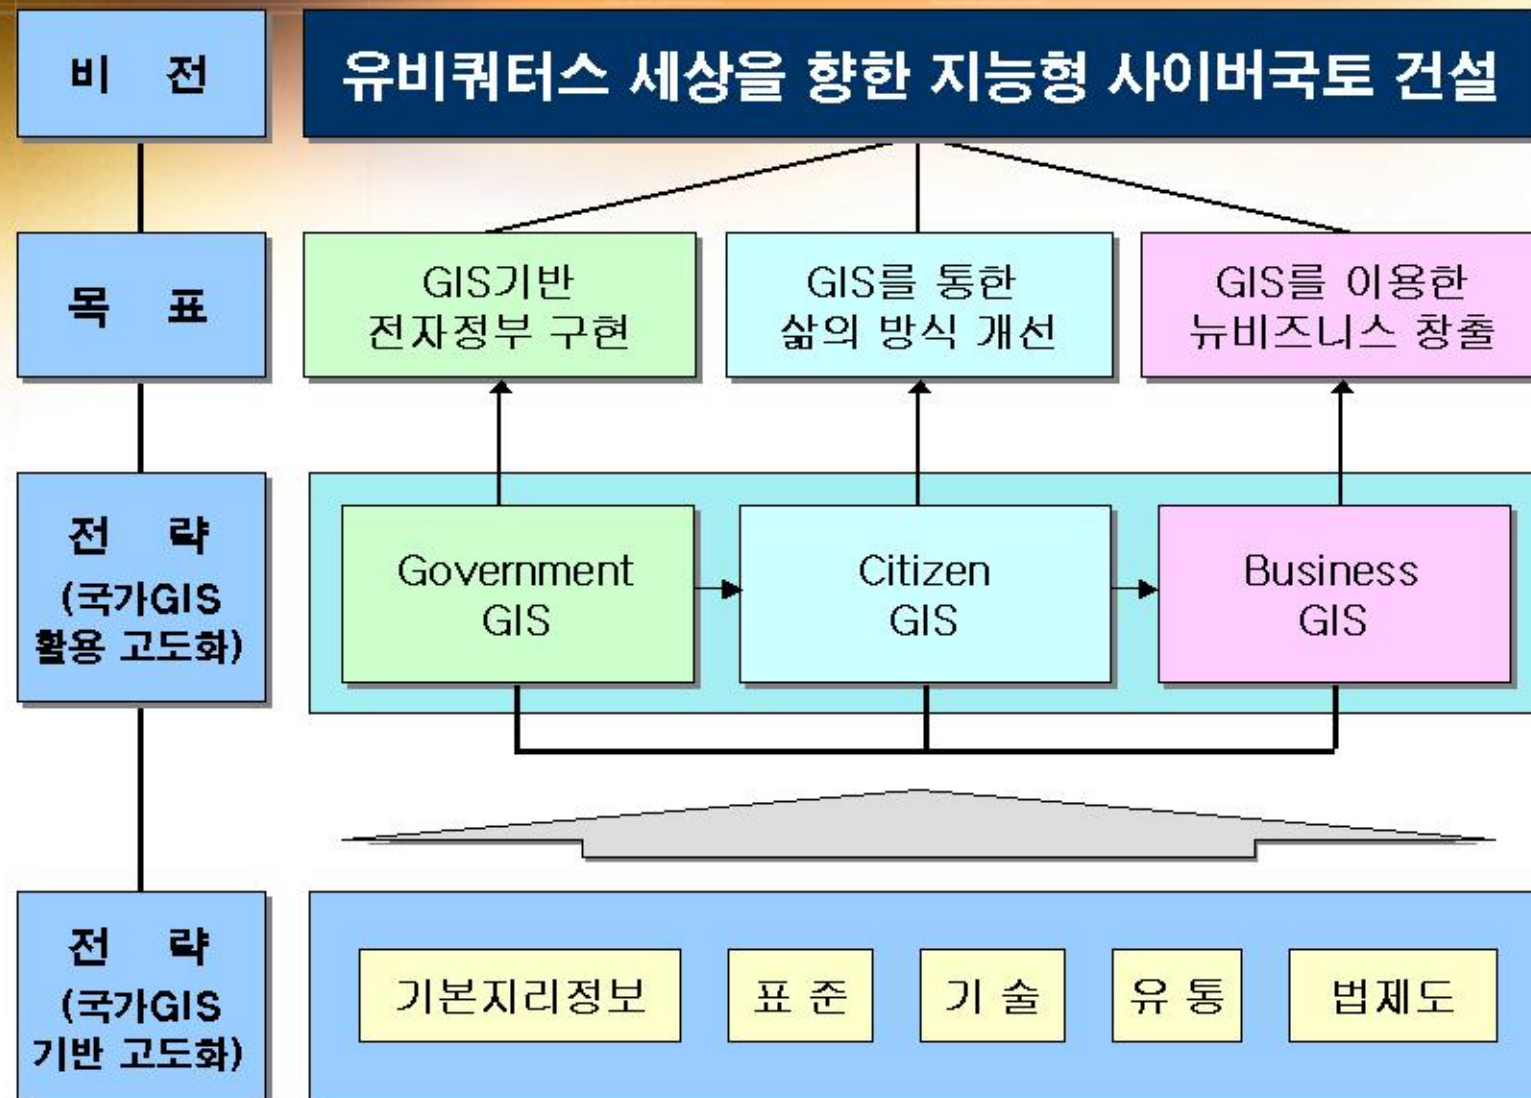 비 전
유비쿼터스 세상을 향한 지능형 사이버국토 건설
목 표
GIS기반
전자정부 구현
GIS를 통한
삶의 방식 개선
GIS를 이용한
뉴비즈니스 창출
전 략
(국가GIS
활용 고도화)
Government
GIS
Citizen
GIS
Business
GIS
전 략
(국가GIS
기반 고도화)
기본지리정보
표 준
기 술
유 통
법제도